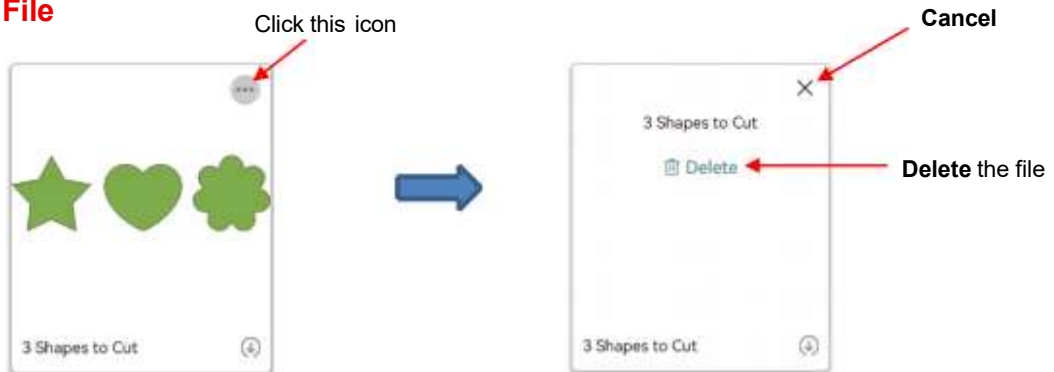 File
Click this icon
Cancel
3 Shapes to Cut
Delete
Delete the file
3 Shapes to Cut
3 Shapes to Cut